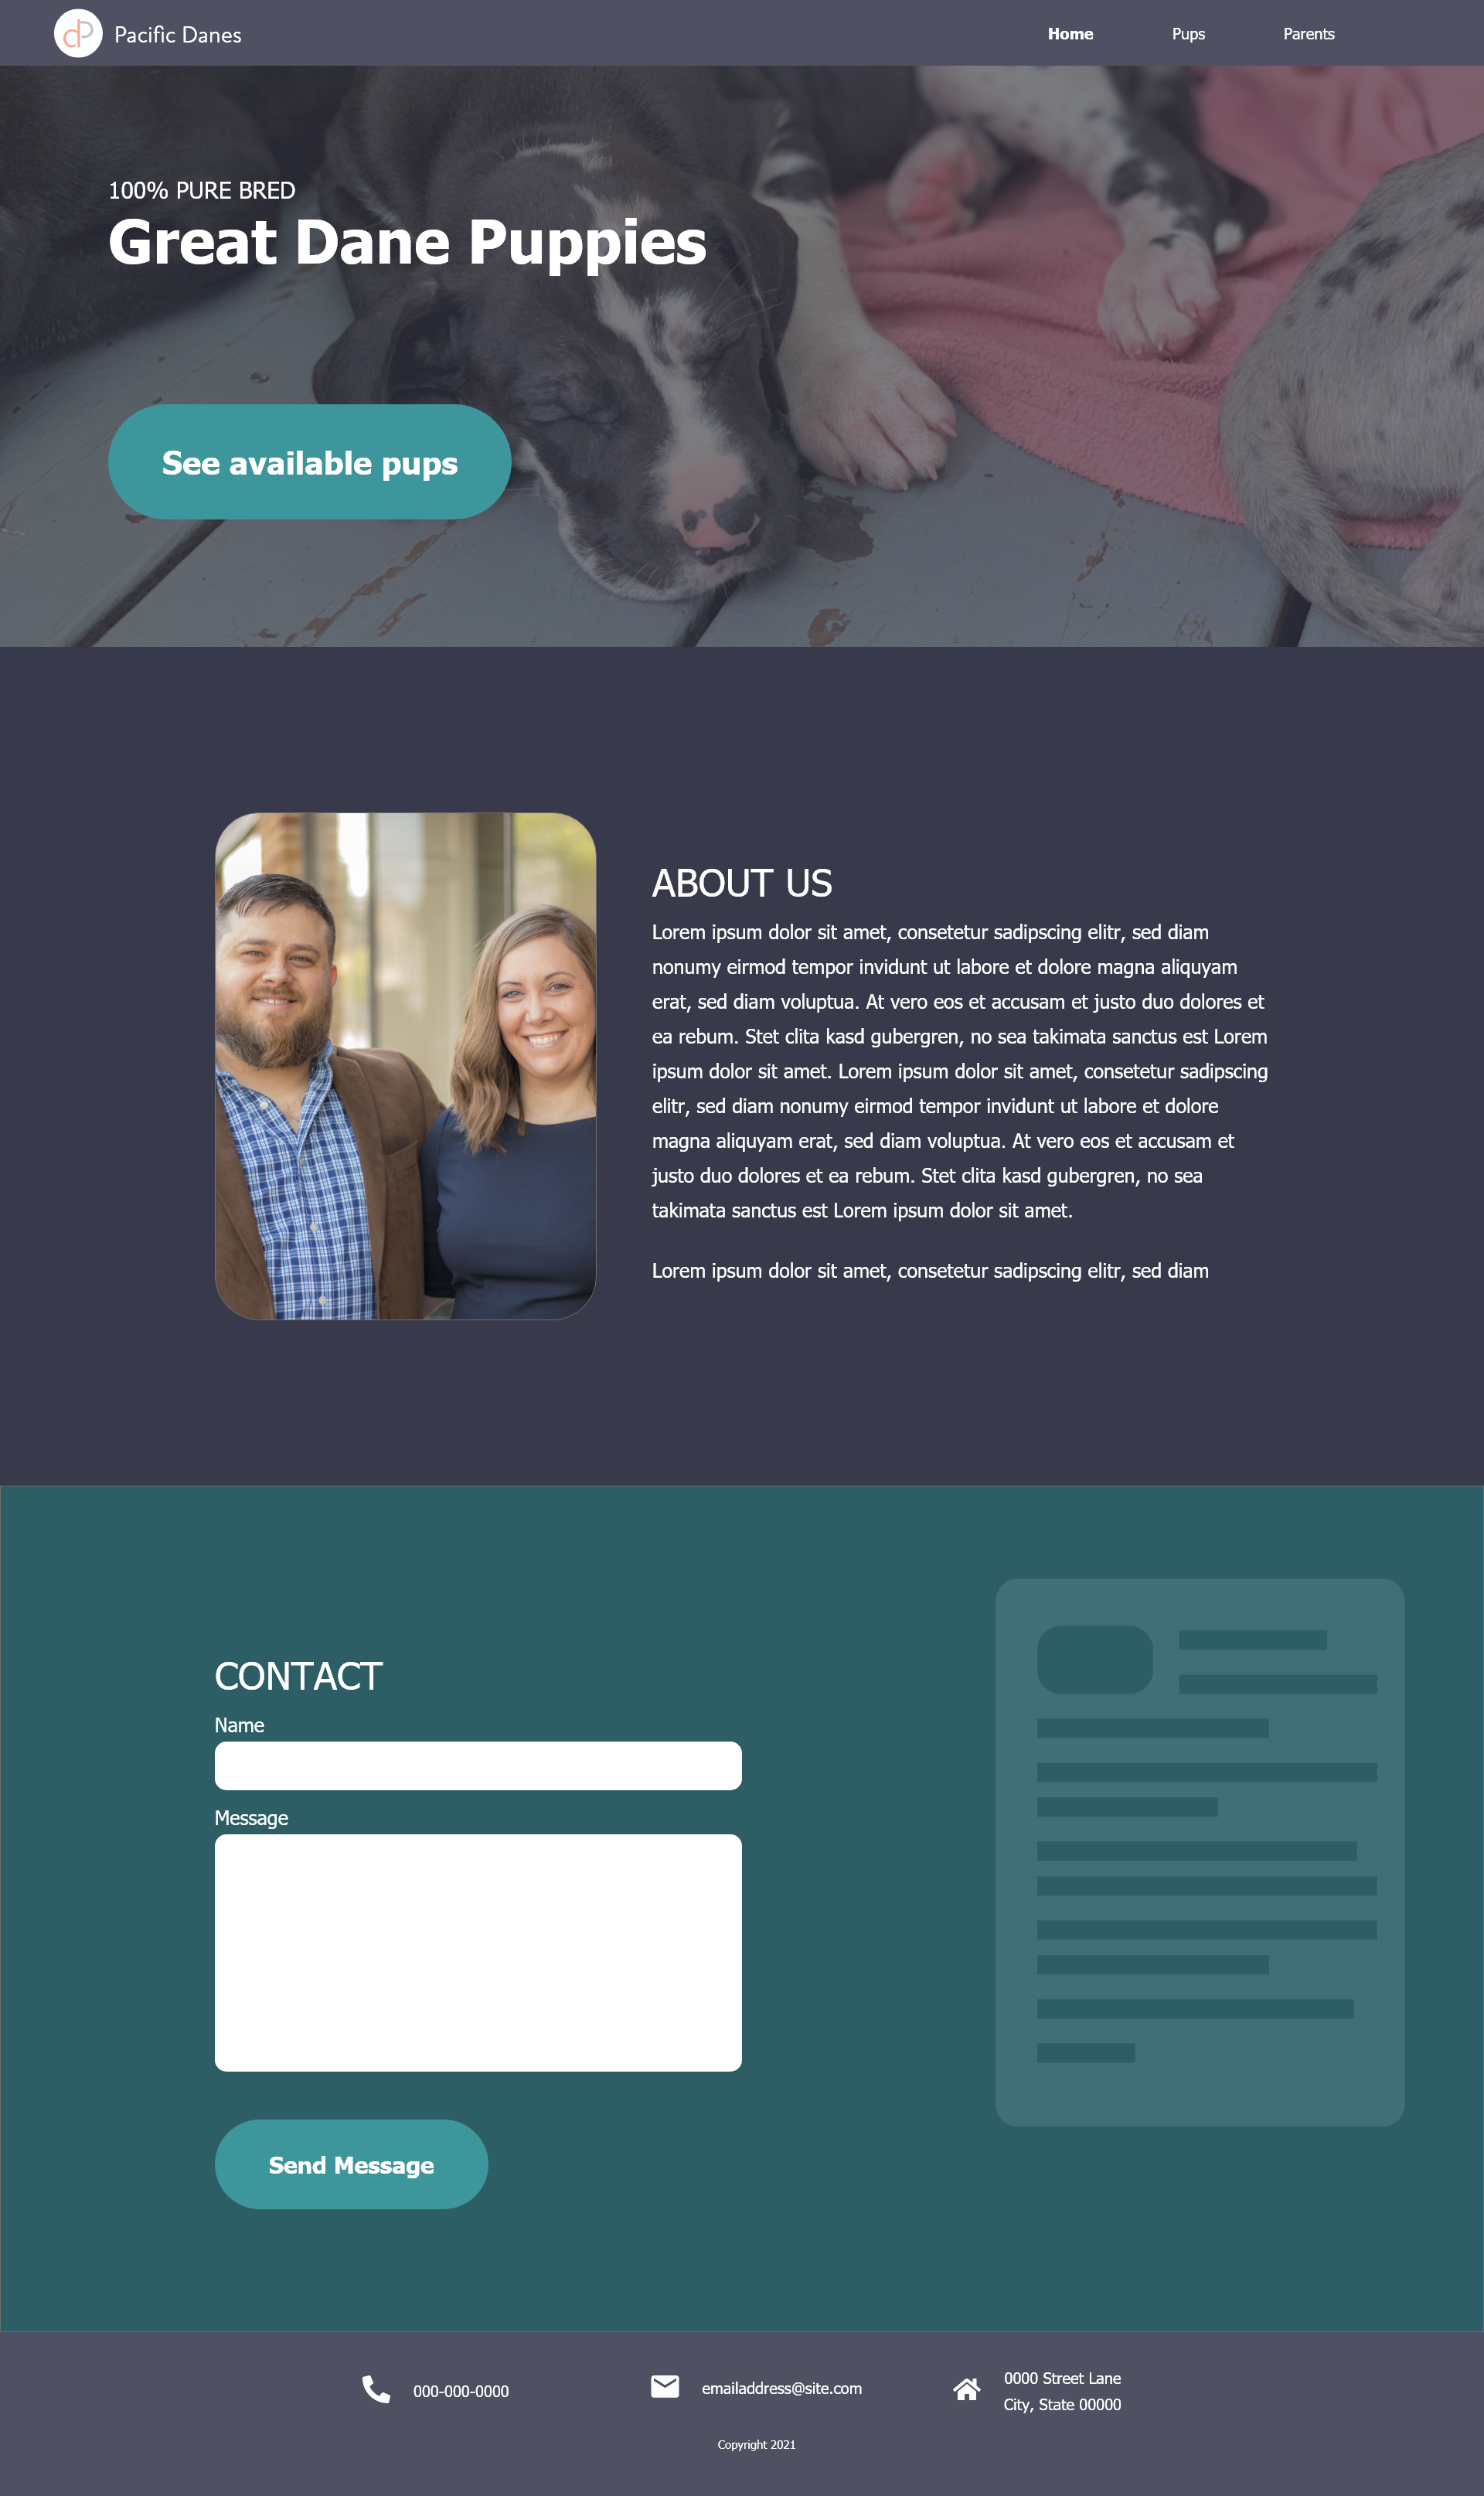 dP Pacific Danes
Home Pups Parents
100% PURE BRED
Great Dane Puppies
See available pups
ABOUT US
Lorem ipsum dolor sit amet, consetetur sadipscing elitr, sed diam
nonumy eirmod tempor invidunt ut labore et dolore magna aliquyam
erat, sed diam voluptua. At vero eos et accusam et justo duo dolores et
ea rebum. Stet clita kasd gubergren, no sea takimata sanctus est Lorem
ipsum dolor sit amet. Lorem ipsum dolor sit amet, consetetur sadipscing
elitr, sed diam nonumy eirmod tempor invidunt ut labore et dolore
magna aliquyam erat, sed diam voluptua. At vero eos et accusam et
justo duo dolores et ea rebum. Stet clita kasd gubergren, no sea
takimata sanctus est Lorem ipsum dolor sit amet.
Lorem ipsum dolor sit amet, consetetur sadipscing elitr, sed diam
CONTACT
Name
Message
Send Message
000-000-0000
emailaddress@site.com
0000 Street Lane
City, State 00000
Copyright 2021